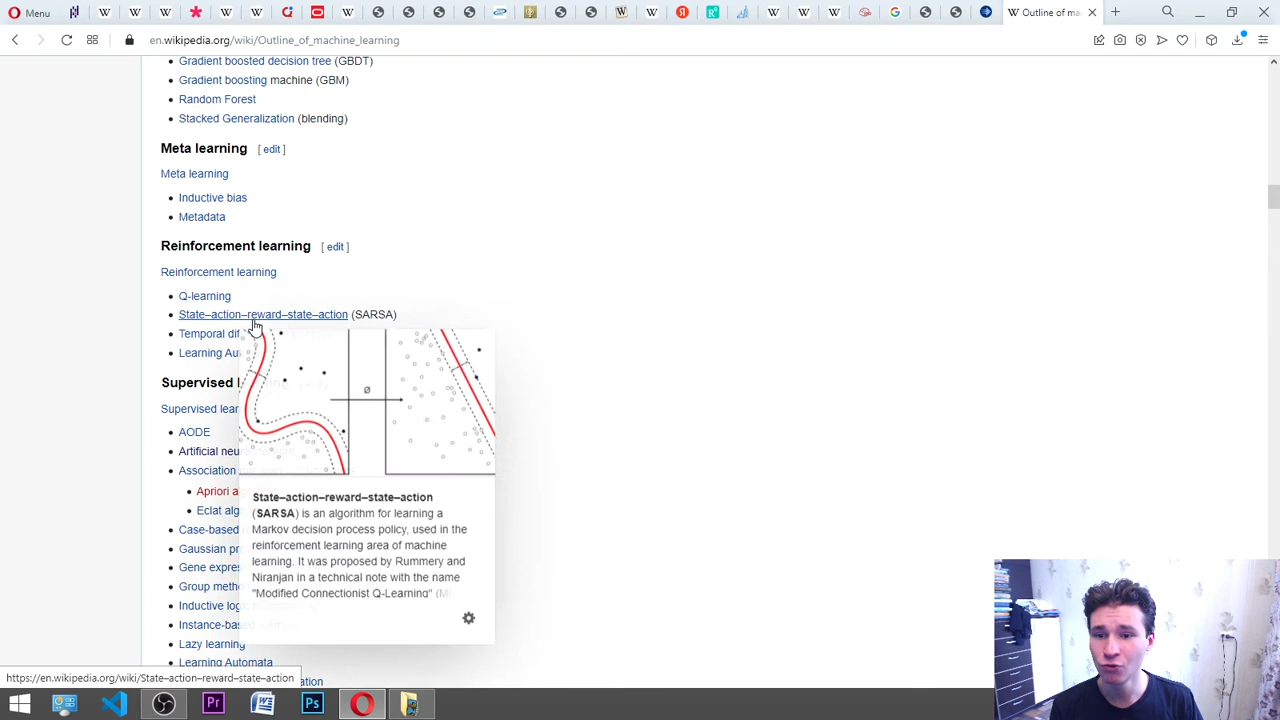 Menu
Outline of ma
en.wikipedia.org/wiki/Outline_of_machine_learning
Gradient boosted decision tree (GBDT)
Gradient boosting machine (GBM)
Random Forest
Stacked Generalization (blending)
Meta learning [ edit ]
Meta learning
Inductive bias
Metadata
Reinforcement learning [ edit ]
Reinforcement learning
Q-learning
State–action–reward–state–action (SARSA)
Temporal dif
Learning Au
Supervised l
Supervised lear
AODE
Artificial neu
Association
Apriori a
Eclat alg
Case-based
Gaussian pr
Gene expres
Group metho
Inductive logi
Instance-bas
Lazy learning
Learning Automata
ation
ø
State–action–reward–state–action
(SARSA) is an algorithm for learning a
Markov decision process policy, used in the
reinforcement learning area of machine
learning. It was proposed by Rummery and
Niranjan in a technical note with the name
"Modified Connectionist Q-Learning" (M
https://en.wikipedia.org/wiki/State–action–reward–state–action
Pr
Ps